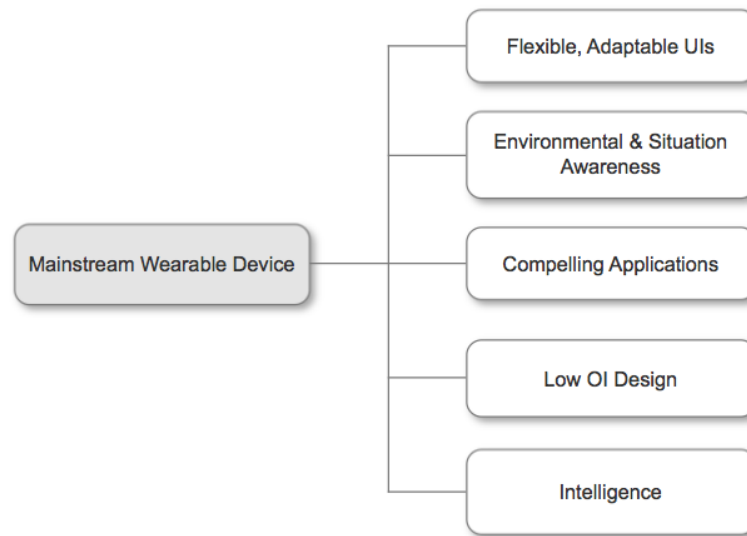 Flexible, Adaptable UIs
Environmental & Situation
Awareness
Mainstream Wearable Device
Compelling Applications
Low OI Design
Intelligence